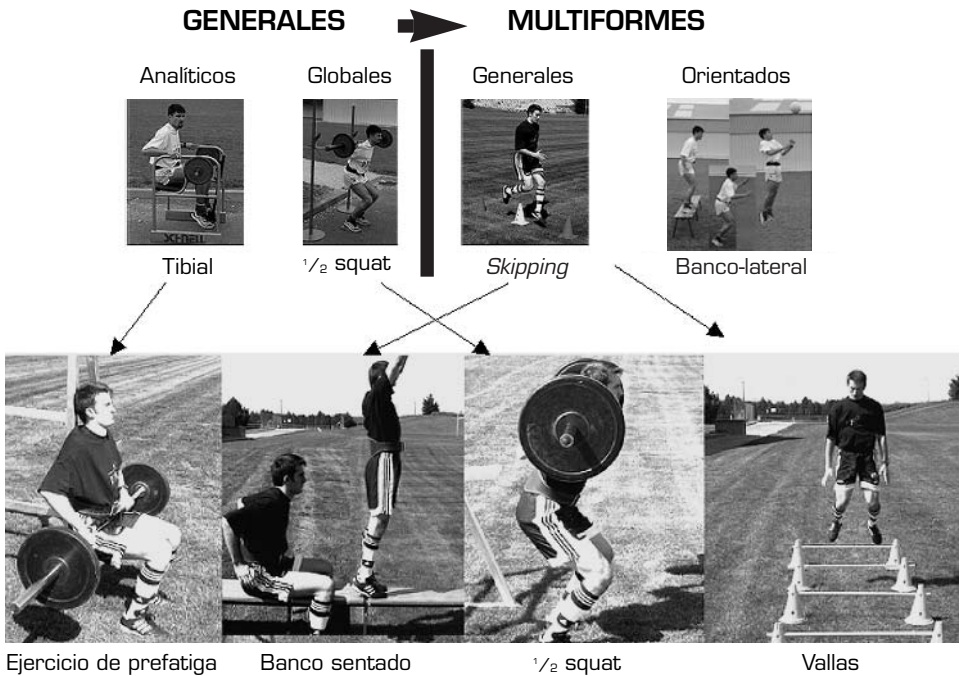 GENERALES MULTIFORMES
Analíticos Globales Generales Orientados
Tibial ½ squat Skipping Banco-lateral
Ejercicio de prefatiga Banco sentado ½ squat Vallas